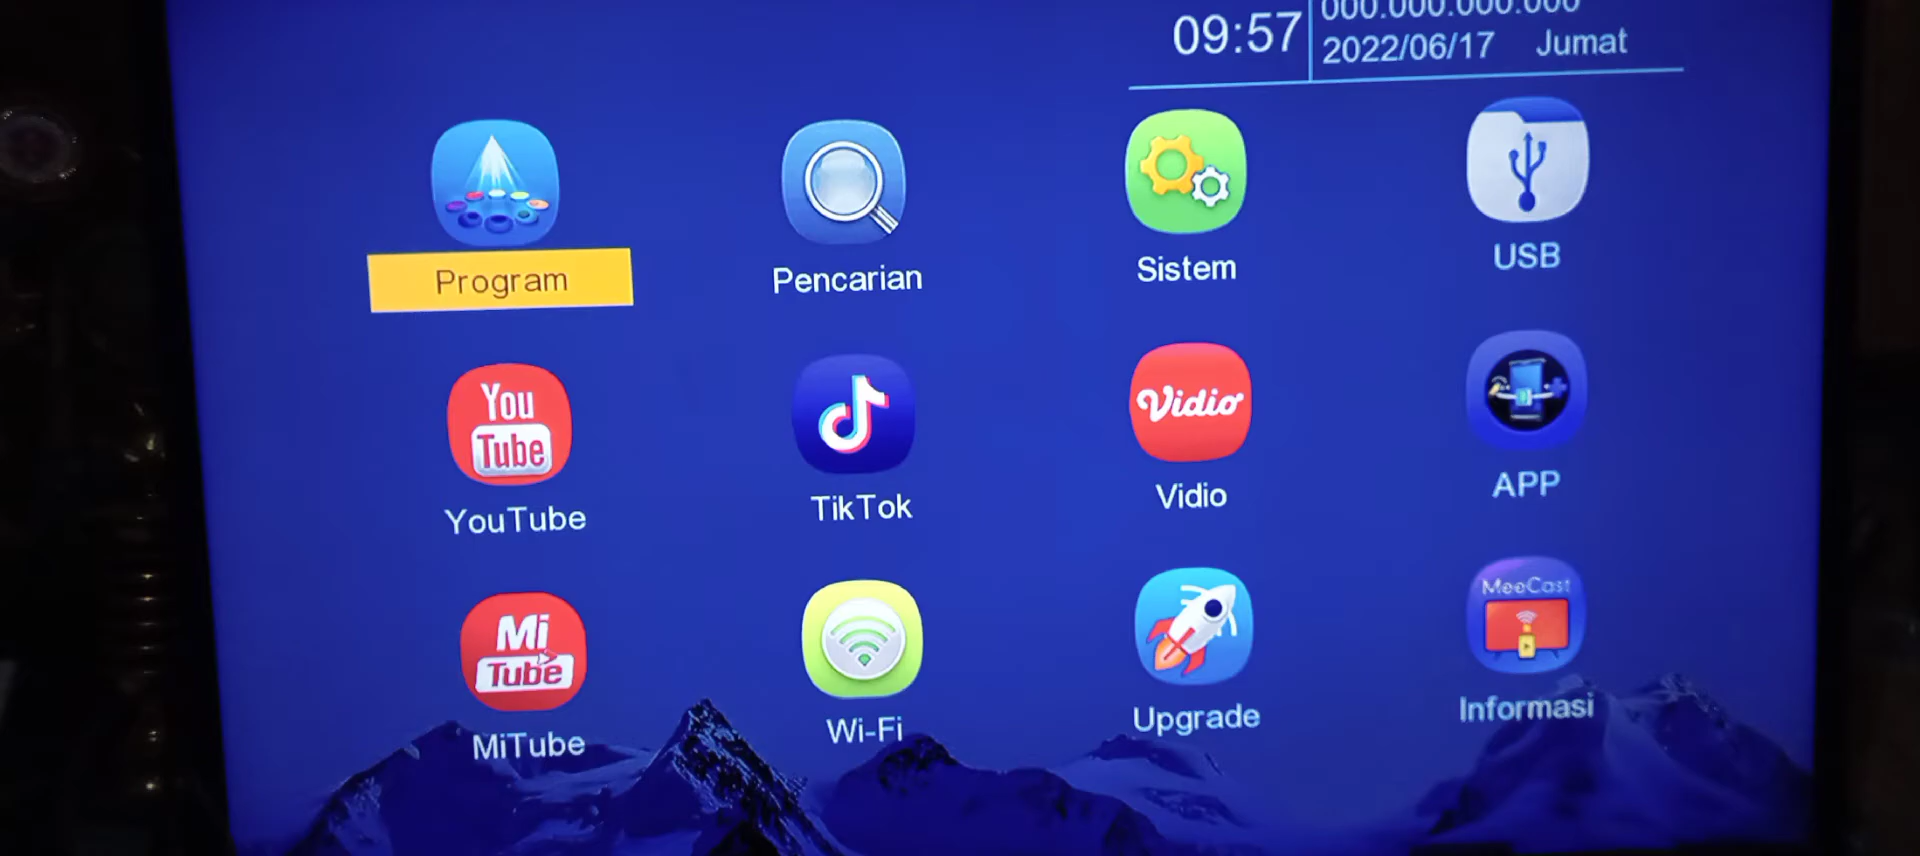 09:57
000.000.000.000
2022/06/17 Jumat
Program
Pencarian
Sistem
USB
You
Tube
YouTube
TikTok
Vidio
Vidio
APP
Mi
Tube
MiTube
Wi-Fi
Upgrade
MeeCast
Informasi